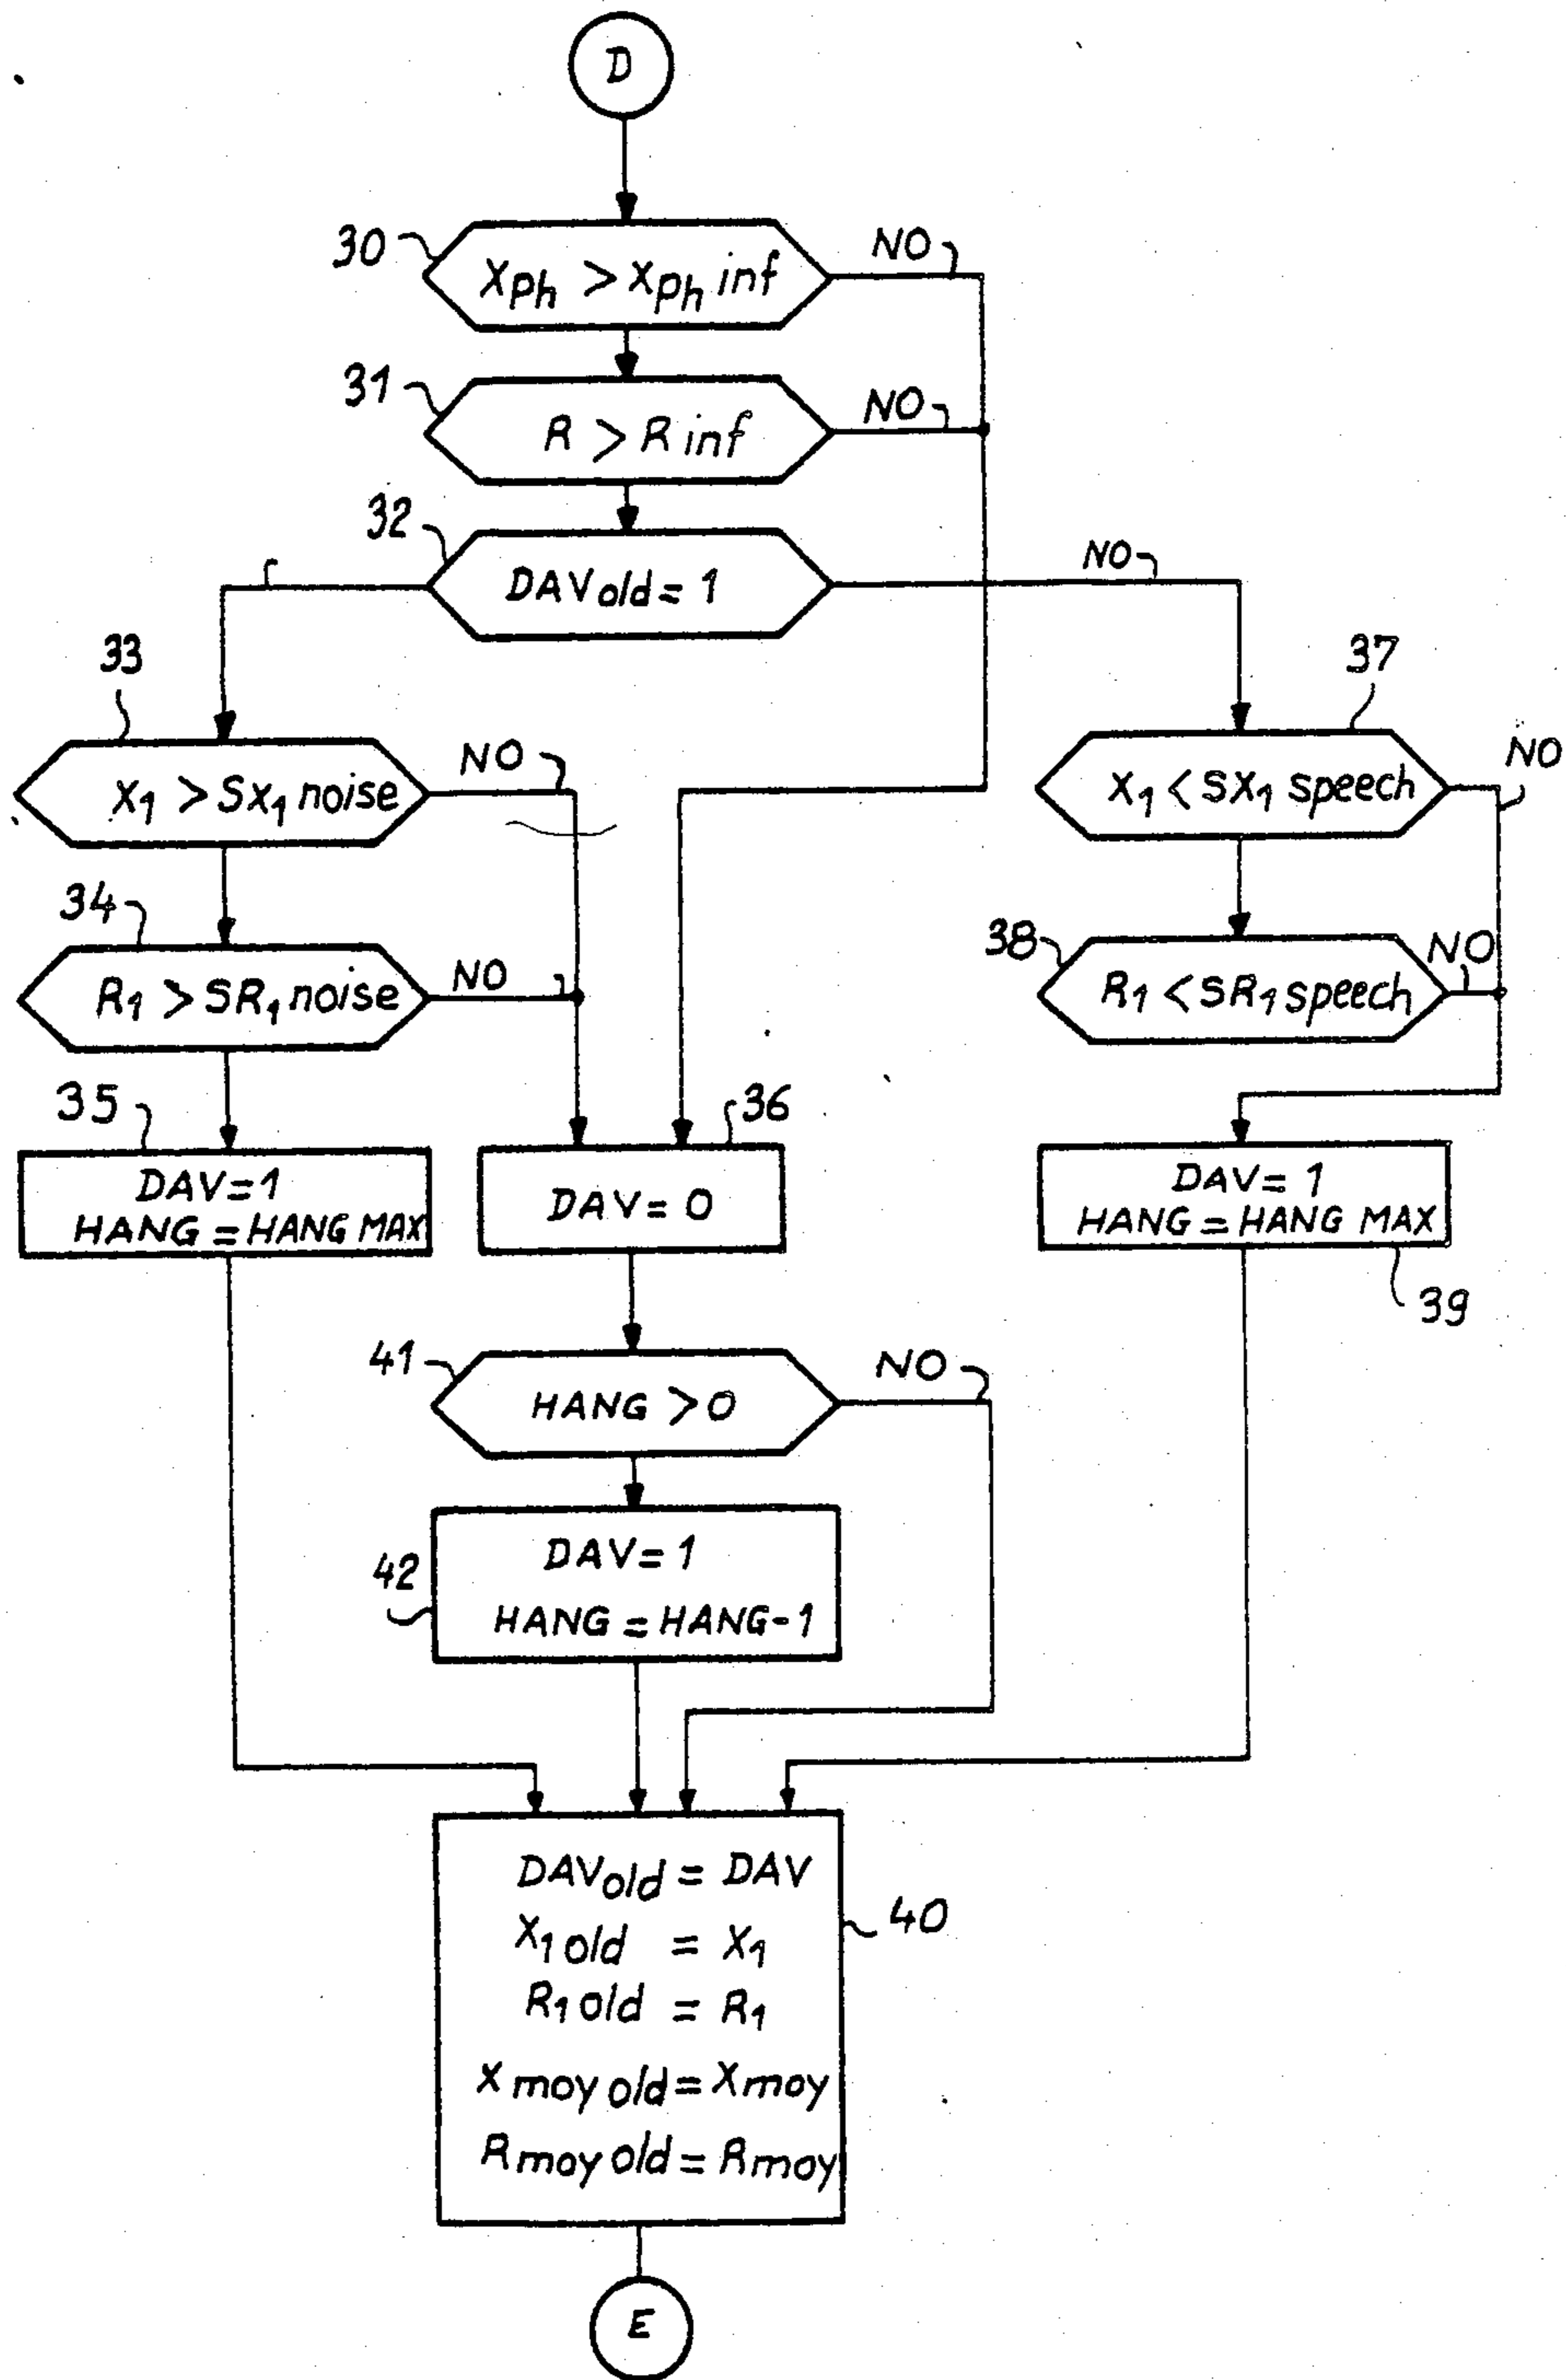 D
30
NO
Xph > Xph inf
31
NO
R > R inf
32
NO
DAVold = 1
33
37
NO
NO
X1 > SX1 noise
X1 < SX1 speech
34
38
NO
NO
R1 > SR1 noise
R1 < SR1 speech
35
36
DAV=1
HANG = HANG MAX
DAV = 0
DAV = 1
HANG = HANG MAX
39
41
NO
HANG > 0
42
DAV = 1
HANG = HANG-1
DAVold = DAV
X1 old = X1
R1 old = R1
X moy old = X moy
R moy old = R moy
40
E